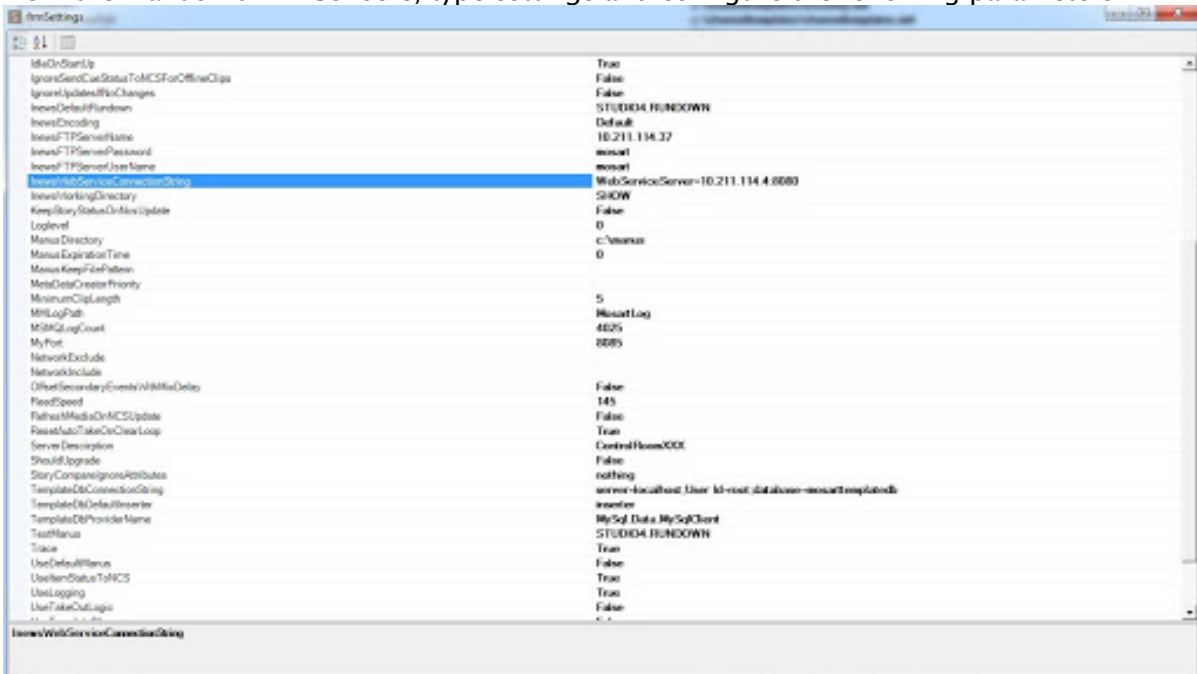 frmSettings
IdleOnStartUp True
IgnoreSendCueStatusToNCSForOfflineClips False
IgnoreUpdatesIfNoChanges False
InewsDefaultRundown STUDIO4.RUNDOWN
InewsEncoding Default
InewsFTPServerName 10.211.114.37
InewsFTPServerPassword mosart
InewsFTPServerUserName mosart
InewsWebServiceConnectionString WebServiceServer=10.211.114.4:8080
InewsWorkingDirectory SHOW
KeepStoryStatusOnNcsUpdate False
Loglevel 0
Manus Directory c:\manus
ManusExpirationTime 0
ManusKeepFilePattern
MetaDataCreatorPriority
MinimumClipLength 5
MMLogPath MosartLog
MSMQLogCount 4025
MyPort 8085
NetworkExclude
NetworkInclude
OffsetSecondaryEventsWithMixDelay False
ReadSpeed 145
RefreshMediaOnNCSUpdate False
ResetAutoTakeOnClearLoop True
Server Description ControlRoomXXX
ShouldUpgrade False
StoryCompareIgnoreAttributes nothing
TemplateDbConnectionString server=localhost;User Id=root;database=mosarttemplatedb
TemplateDbDefaultInserter inserter
TemplateDbProviderName MySql.Data.MySqlClient
TestManus STUDIO4.RUNDOWN
Trace True
UseDefaultManus False
UseItemStatusToNCS True
UseLogging True
UseTakeOutLogic False
InewsWebServiceConnectionString